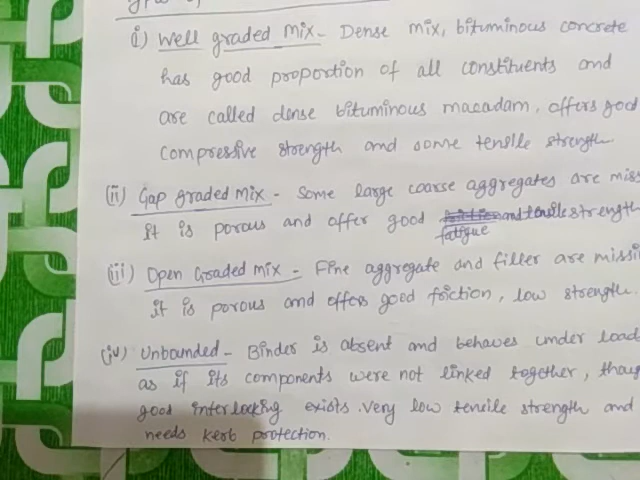 (i) Well graded mix - Dense mix, bituminous concrete
has good proportion of all constituents and
are called dense bituminous macadam, offers good
compressive strength and some tensile strength
(ii) Gap graded mix - Some large coarse aggregates are miss
it is porous and offer good fatigue strength
(iii) Open Graded mix - Fine aggregate and filler are missi
it is porous and offers good friction, low strength.
(iv) Unbounded - Binder is absent and behaves under load
as if its components were not linked together, thoug
good interlocking exists. Very low tensile strength and
needs kerb protection.